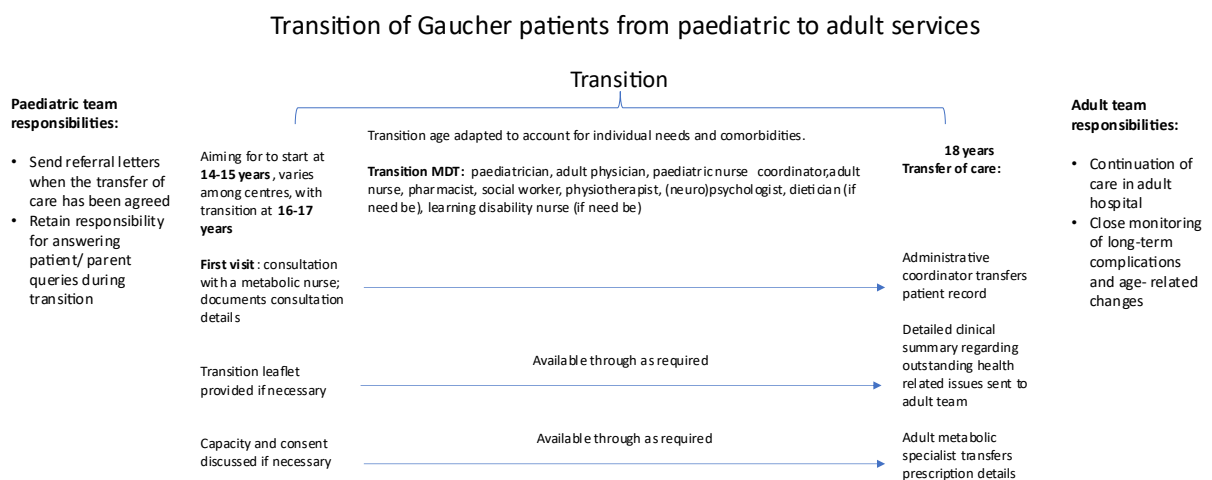 Transition of Gaucher patients from paediatric to adult services
Transition
Paediatric team
responsibilities:
• Send referral letters
when the transfer of
care has been agreed
• Retain responsibility
for answering
patient/ parent
queries during
transition
Aiming for to start at
14-15 years, varies
among centres, with
transition at 16-17
years
First visit: consultation
with a metabolic nurse;
documents consultation
details
Transition leaflet
provided if necessary
Capacity and consent
discussed if necessary
Transition age adapted to account for individual needs and comorbidities.
Transition MDT: paediatrician, adult physician, paediatric nurse coordinator,adult
nurse, pharmacist, social worker, physiotherapist, (neuro)psychologist, dietician (if
need be), learning disability nurse (if need be)
Available through as required
Available through as required
18 years
Transfer of care:
Administrative
coordinator transfers
patient record
Detailed clinical
summary regarding
outstanding health
related issues sent to
adult team
Adult metabolic
specialist transfers
prescription details
Adult team
responsibilities:
• Continuation of
care in adult
hospital
• Close monitoring
of long-term
complications
and age- related
changes